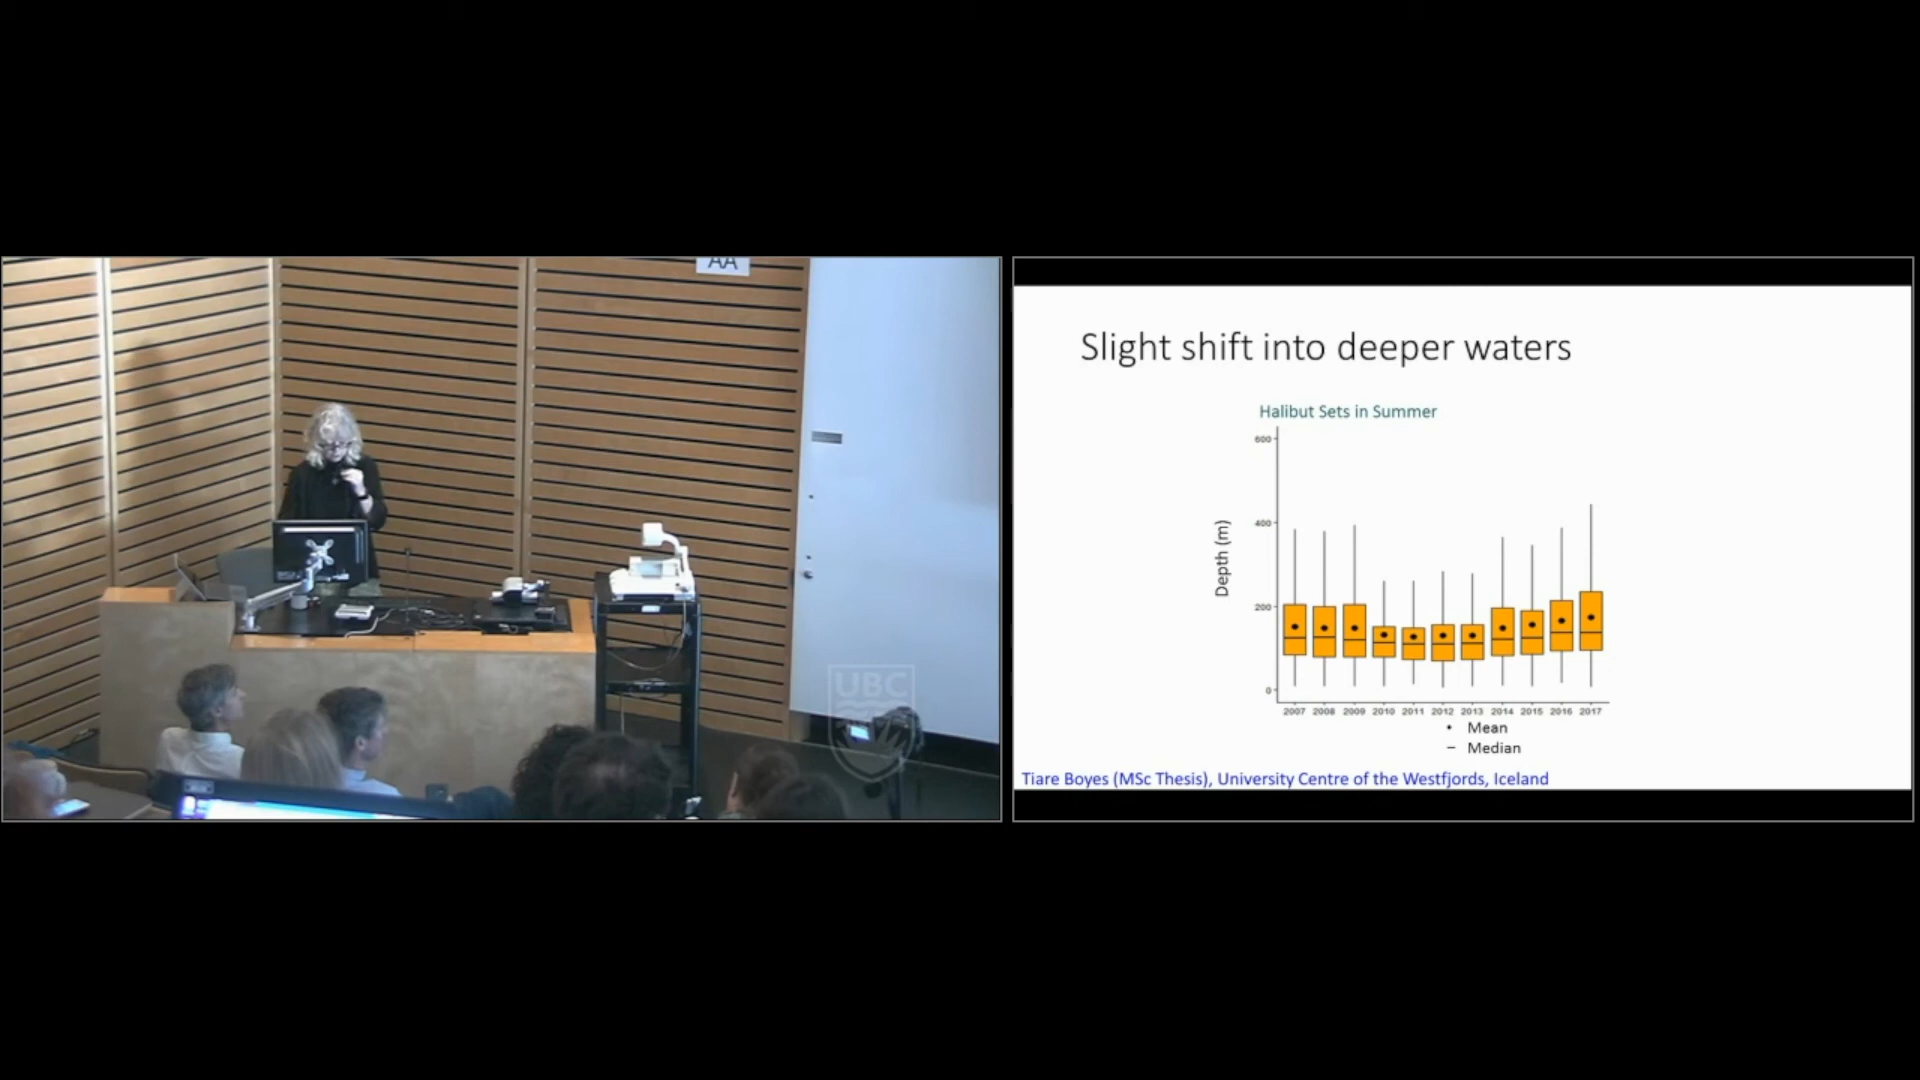 AA
UBC
Slight shift into deeper waters
Halibut Sets in Summer
600
400
200
0
Depth (m)
2007 2008 2009 2010 2011 2012 2013 2014 2015 2016 2017
• Mean
– Median
Tiare Boyes (MSc Thesis), University Centre of the Westfjords, Iceland